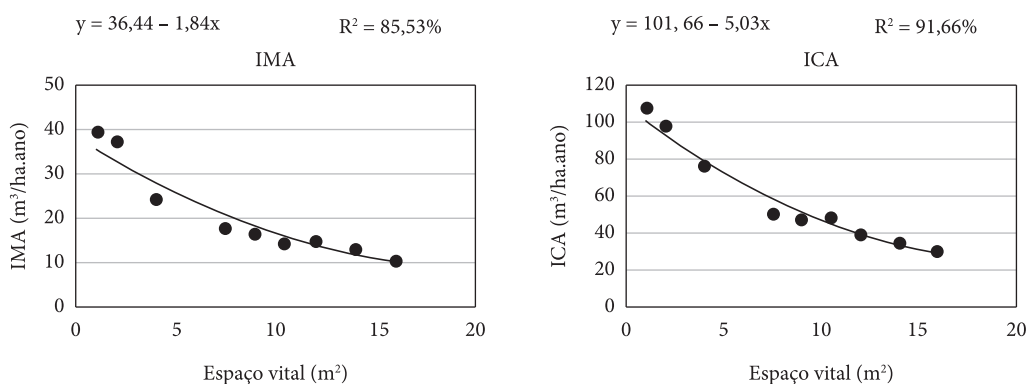 y = 36,44 – 1,84x
R² = 85,53%
IMA
50
40
30
20
10
0
IMA (m³/ha.ano)
0 5 10 15 20
Espaço vital (m²)
y = 101, 66 – 5,03x
R² = 91,66%
ICA
120
100
80
60
40
20
0
ICA (m³/ha.ano)
0 5 10 15 20
Espaço vital (m²)